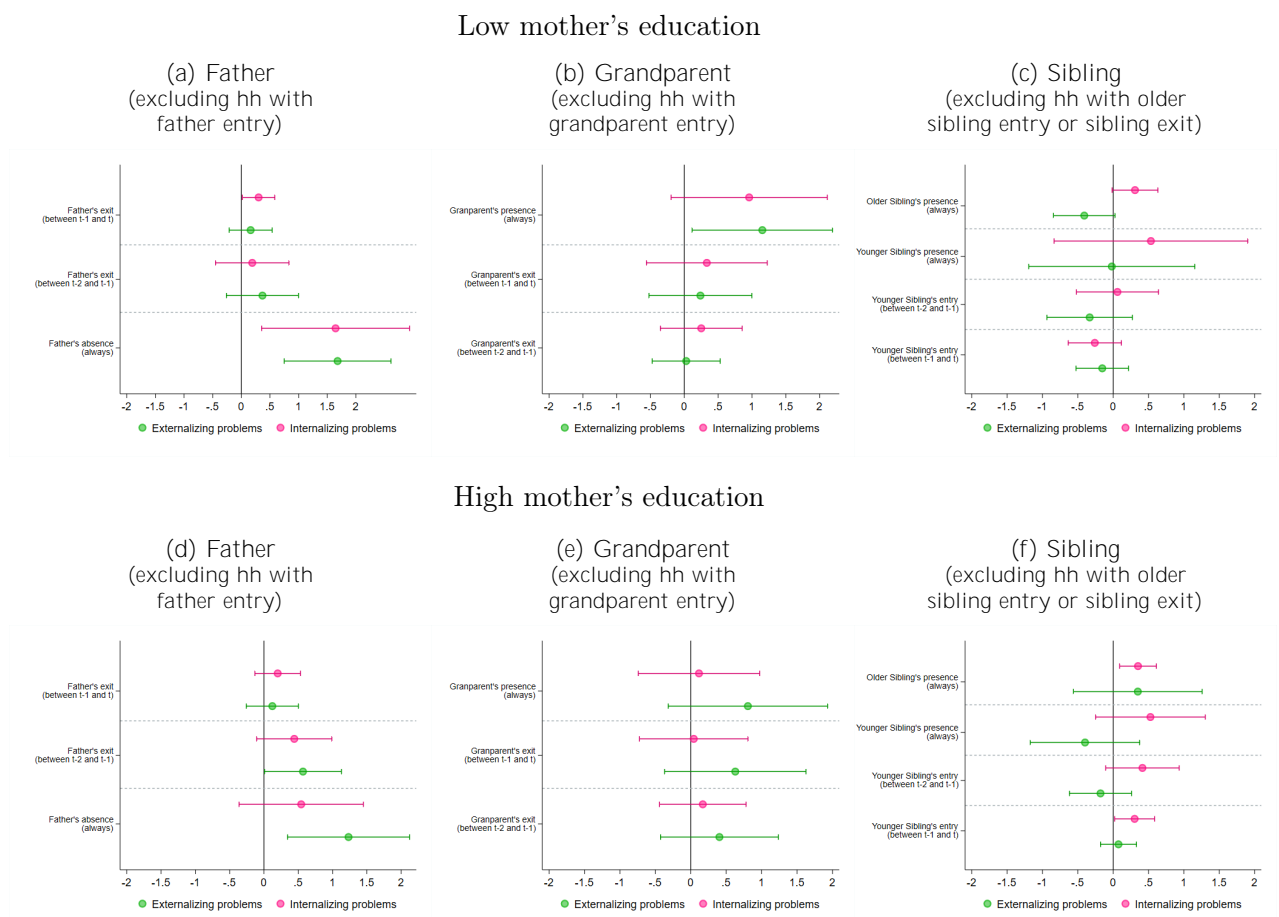 Low mother's education
(a) Father
(excluding hh with
father entry)
(b) Grandparent
(excluding hh with
grandparent entry)
(c) Sibling
(excluding hh with older
sibling entry or sibling exit)
Father's exit
(between t-1 and t)
Father's exit
(between t-2 and t-1)
Father's absence
(always)
-2 -1.5 -1 -.5 0 .5 1 1.5 2
Externalizing problems Internalizing problems
Granparent's presence
(always)
Granparent's exit
(between t-1 and t)
Granparent's exit
(between t-2 and t-1)
-2 -1.5 -1 -.5 0 .5 1 1.5 2
Externalizing problems Internalizing problems
Older Sibling's presence
(always)
Younger Sibling's presence
(always)
Younger Sibling's entry
(between t-2 and t-1)
Younger Sibling's entry
(between t-1 and t)
-2 -1.5 -1 -.5 0 .5 1 1.5 2
Externalizing problems Internalizing problems
High mother's education
(d) Father
(excluding hh with
father entry)
(e) Grandparent
(excluding hh with
grandparent entry)
(f) Sibling
(excluding hh with older
sibling entry or sibling exit)
Father's exit
(between t-1 and t)
Father's exit
(between t-2 and t-1)
Father's absence
(always)
-2 -1.5 -1 -.5 0 .5 1 1.5 2
Externalizing problems Internalizing problems
Granparent's presence
(always)
Granparent's exit
(between t-1 and t)
Granparent's exit
(between t-2 and t-1)
-2 -1.5 -1 -.5 0 .5 1 1.5 2
Externalizing problems Internalizing problems
Older Sibling's presence
(always)
Younger Sibling's presence
(always)
Younger Sibling's entry
(between t-2 and t-1)
Younger Sibling's entry
(between t-1 and t)
-2 -1.5 -1 -.5 0 .5 1 1.5 2
Externalizing problems Internalizing problems